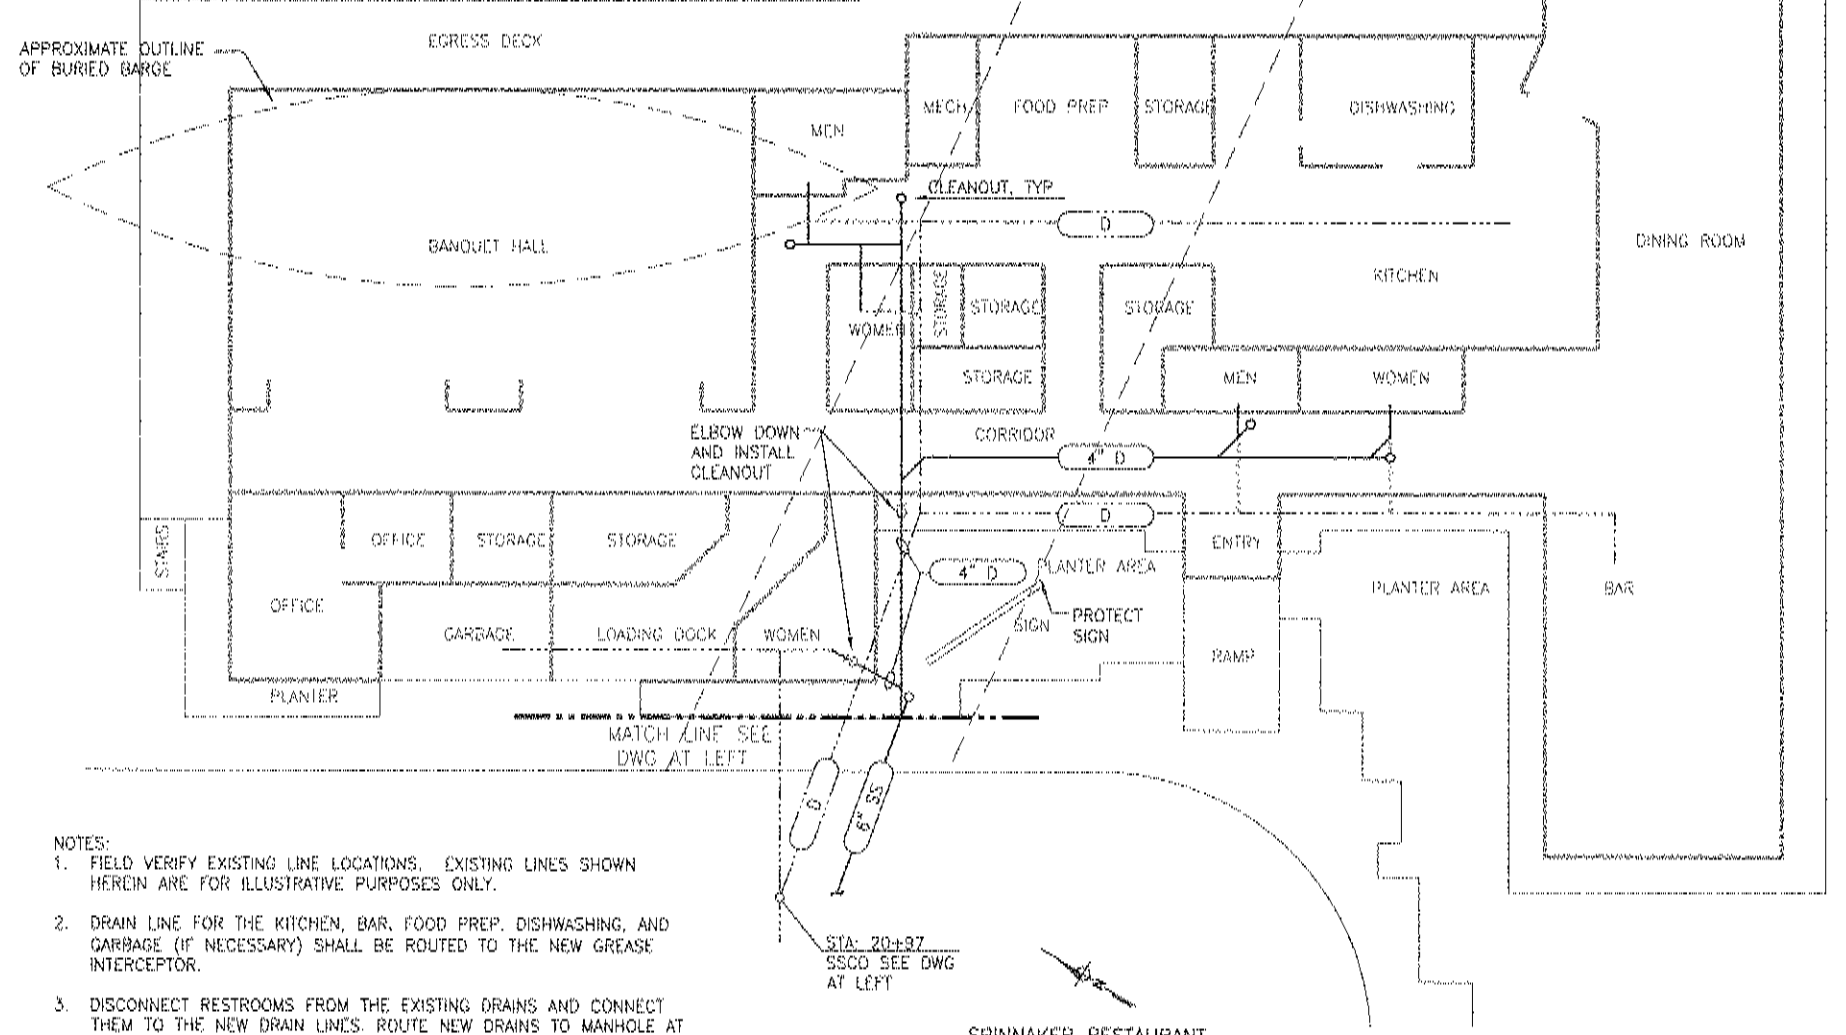 EGRESS DECK
APPROXIMATE OUTLINE
OF BURIED BARGE
MECH
FOOD PREP
STORAGE
DISHWASHING
MEN
CLEANOUT, TYP
D
BANQUET HALL
DINING ROOM
KITCHEN
STORAGE
STORAGE
STORAGE
WOMEN
STORAGE
MEN
WOMEN
ELBOW DOWN
AND INSTALL
CLEANOUT
CORRIDOR
4" D
D
STAIRS
OFFICE
STORAGE
STORAGE
ENTRY
4" D
PLANTER AREA
PLANTER AREA
BAR
OFFICE
GARBAGE
LOADING DOCK
WOMEN
SIGN
PROTECT
SIGN
RAMP
PLANTER
MATCH LINE SEE
DWG AT LEFT
D
6" SS
NOTES:
1. FIELD VERIFY EXISTING LINE LOCATIONS. EXISTING LINES SHOWN
HEREIN ARE FOR ILLUSTRATIVE PURPOSES ONLY.
2. DRAIN LINE FOR THE KITCHEN, BAR, FOOD PREP, DISHWASHING, AND
GARBAGE (IF NECESSARY) SHALL BE ROUTED TO THE NEW GREASE
INTERCEPTOR.
STA: 20+87
SSCO SEE DWG
AT LEFT
3. DISCONNECT RESTROOMS FROM THE EXISTING DRAINS AND CONNECT
THEM TO THE NEW DRAIN LINES. ROUTE NEW DRAINS TO MANHOLE AT
SPINNAKER RESTAURANT